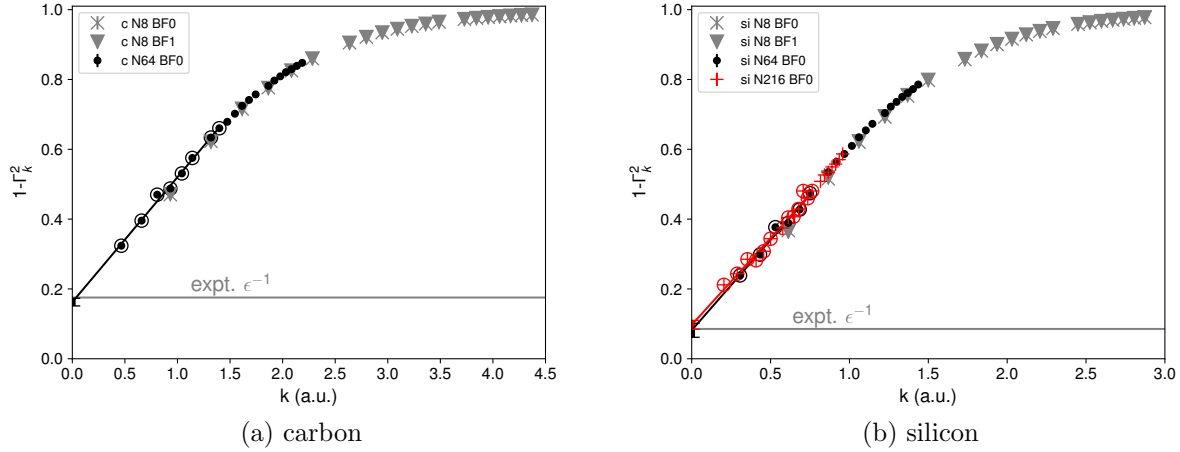 1.0
0.8
0.6
0.4
0.2
0.0
1-Γ²ₖ
c N8 BF0
c N8 BF1
c N64 BF0
expt. ϵ⁻¹
0.0 0.5 1.0 1.5 2.0 2.5 3.0 3.5 4.0 4.5
k (a.u.)
(a) carbon
1.0
0.8
0.6
0.4
0.2
0.0
1-Γ²ₖ
si N8 BF0
si N8 BF1
si N64 BF0
si N216 BF0
expt. ϵ⁻¹
0.0 0.5 1.0 1.5 2.0 2.5 3.0
k (a.u.)
(b) silicon